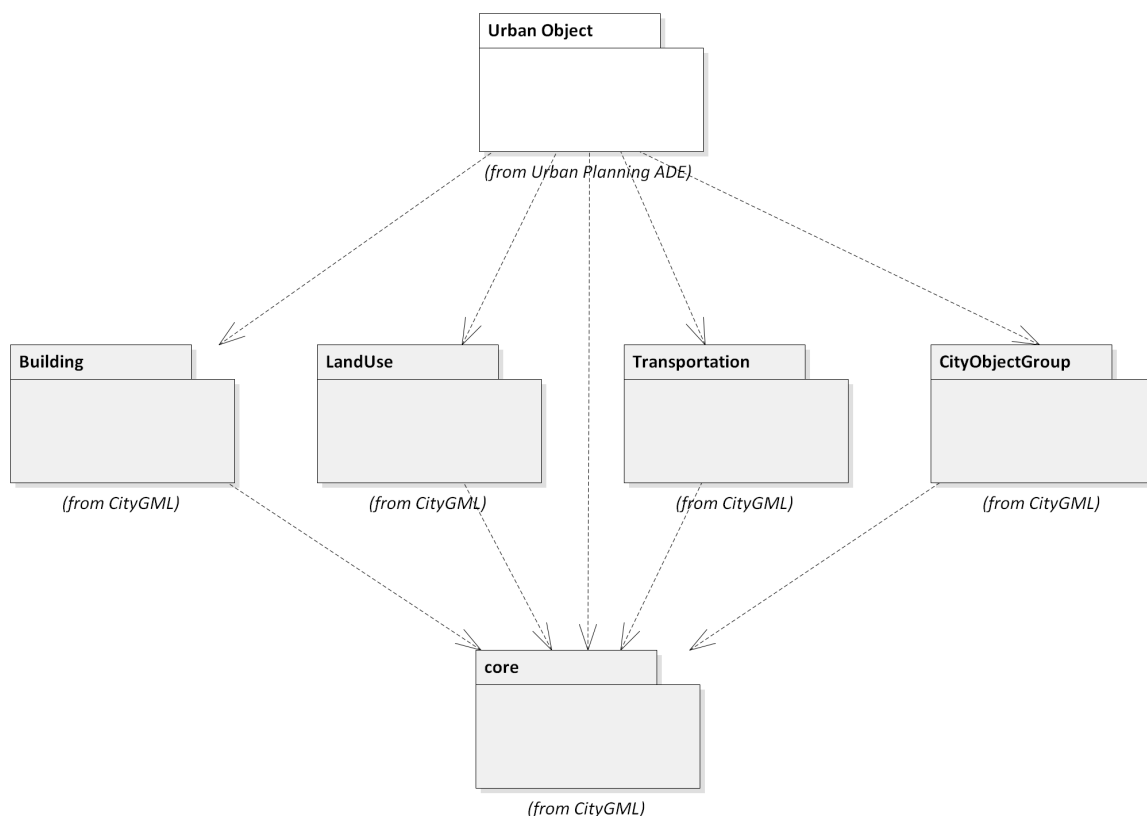 Urban Object
(from Urban Planning ADE)
Building
LandUse
Transportation
CityObjectGroup
(from CityGML)
(from CityGML)
(from CityGML)
(from CityGML)
core
(from CityGML)